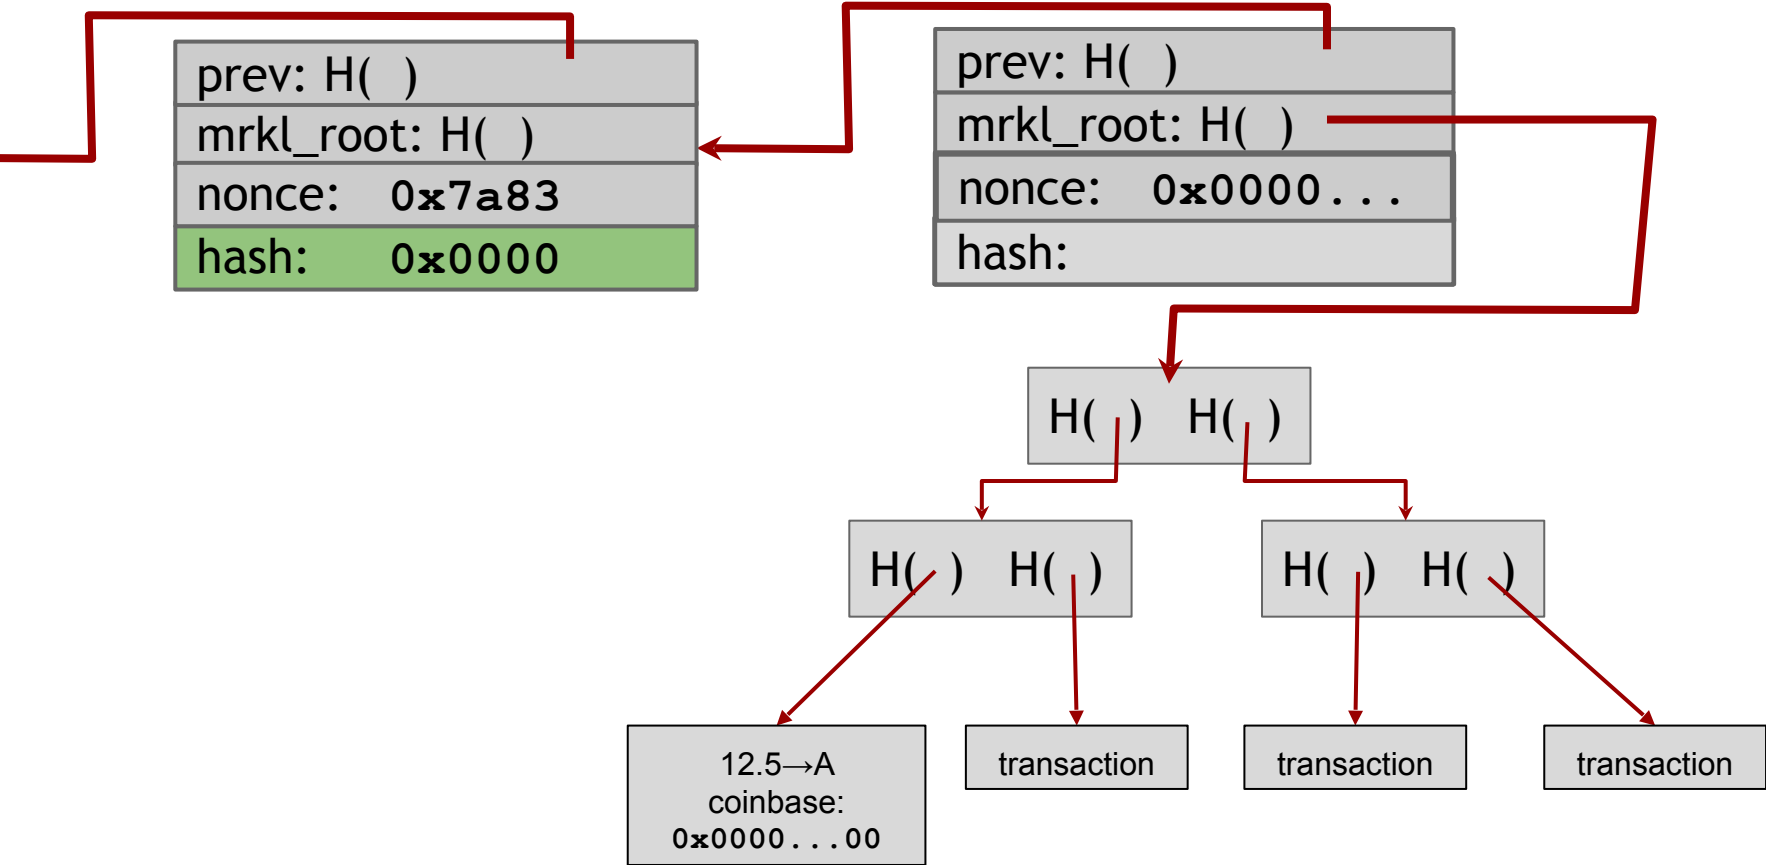 prev: H( )
mrkl_root: H( )
nonce: 0x7a83
hash: 0x0000
prev: H( )
mrkl_root: H( )
nonce: 0x0000...
hash:
H( ) H( )
H( ) H( )
H( ) H( )
12.5→A
coinbase:
0x0000...00
transaction
transaction
transaction